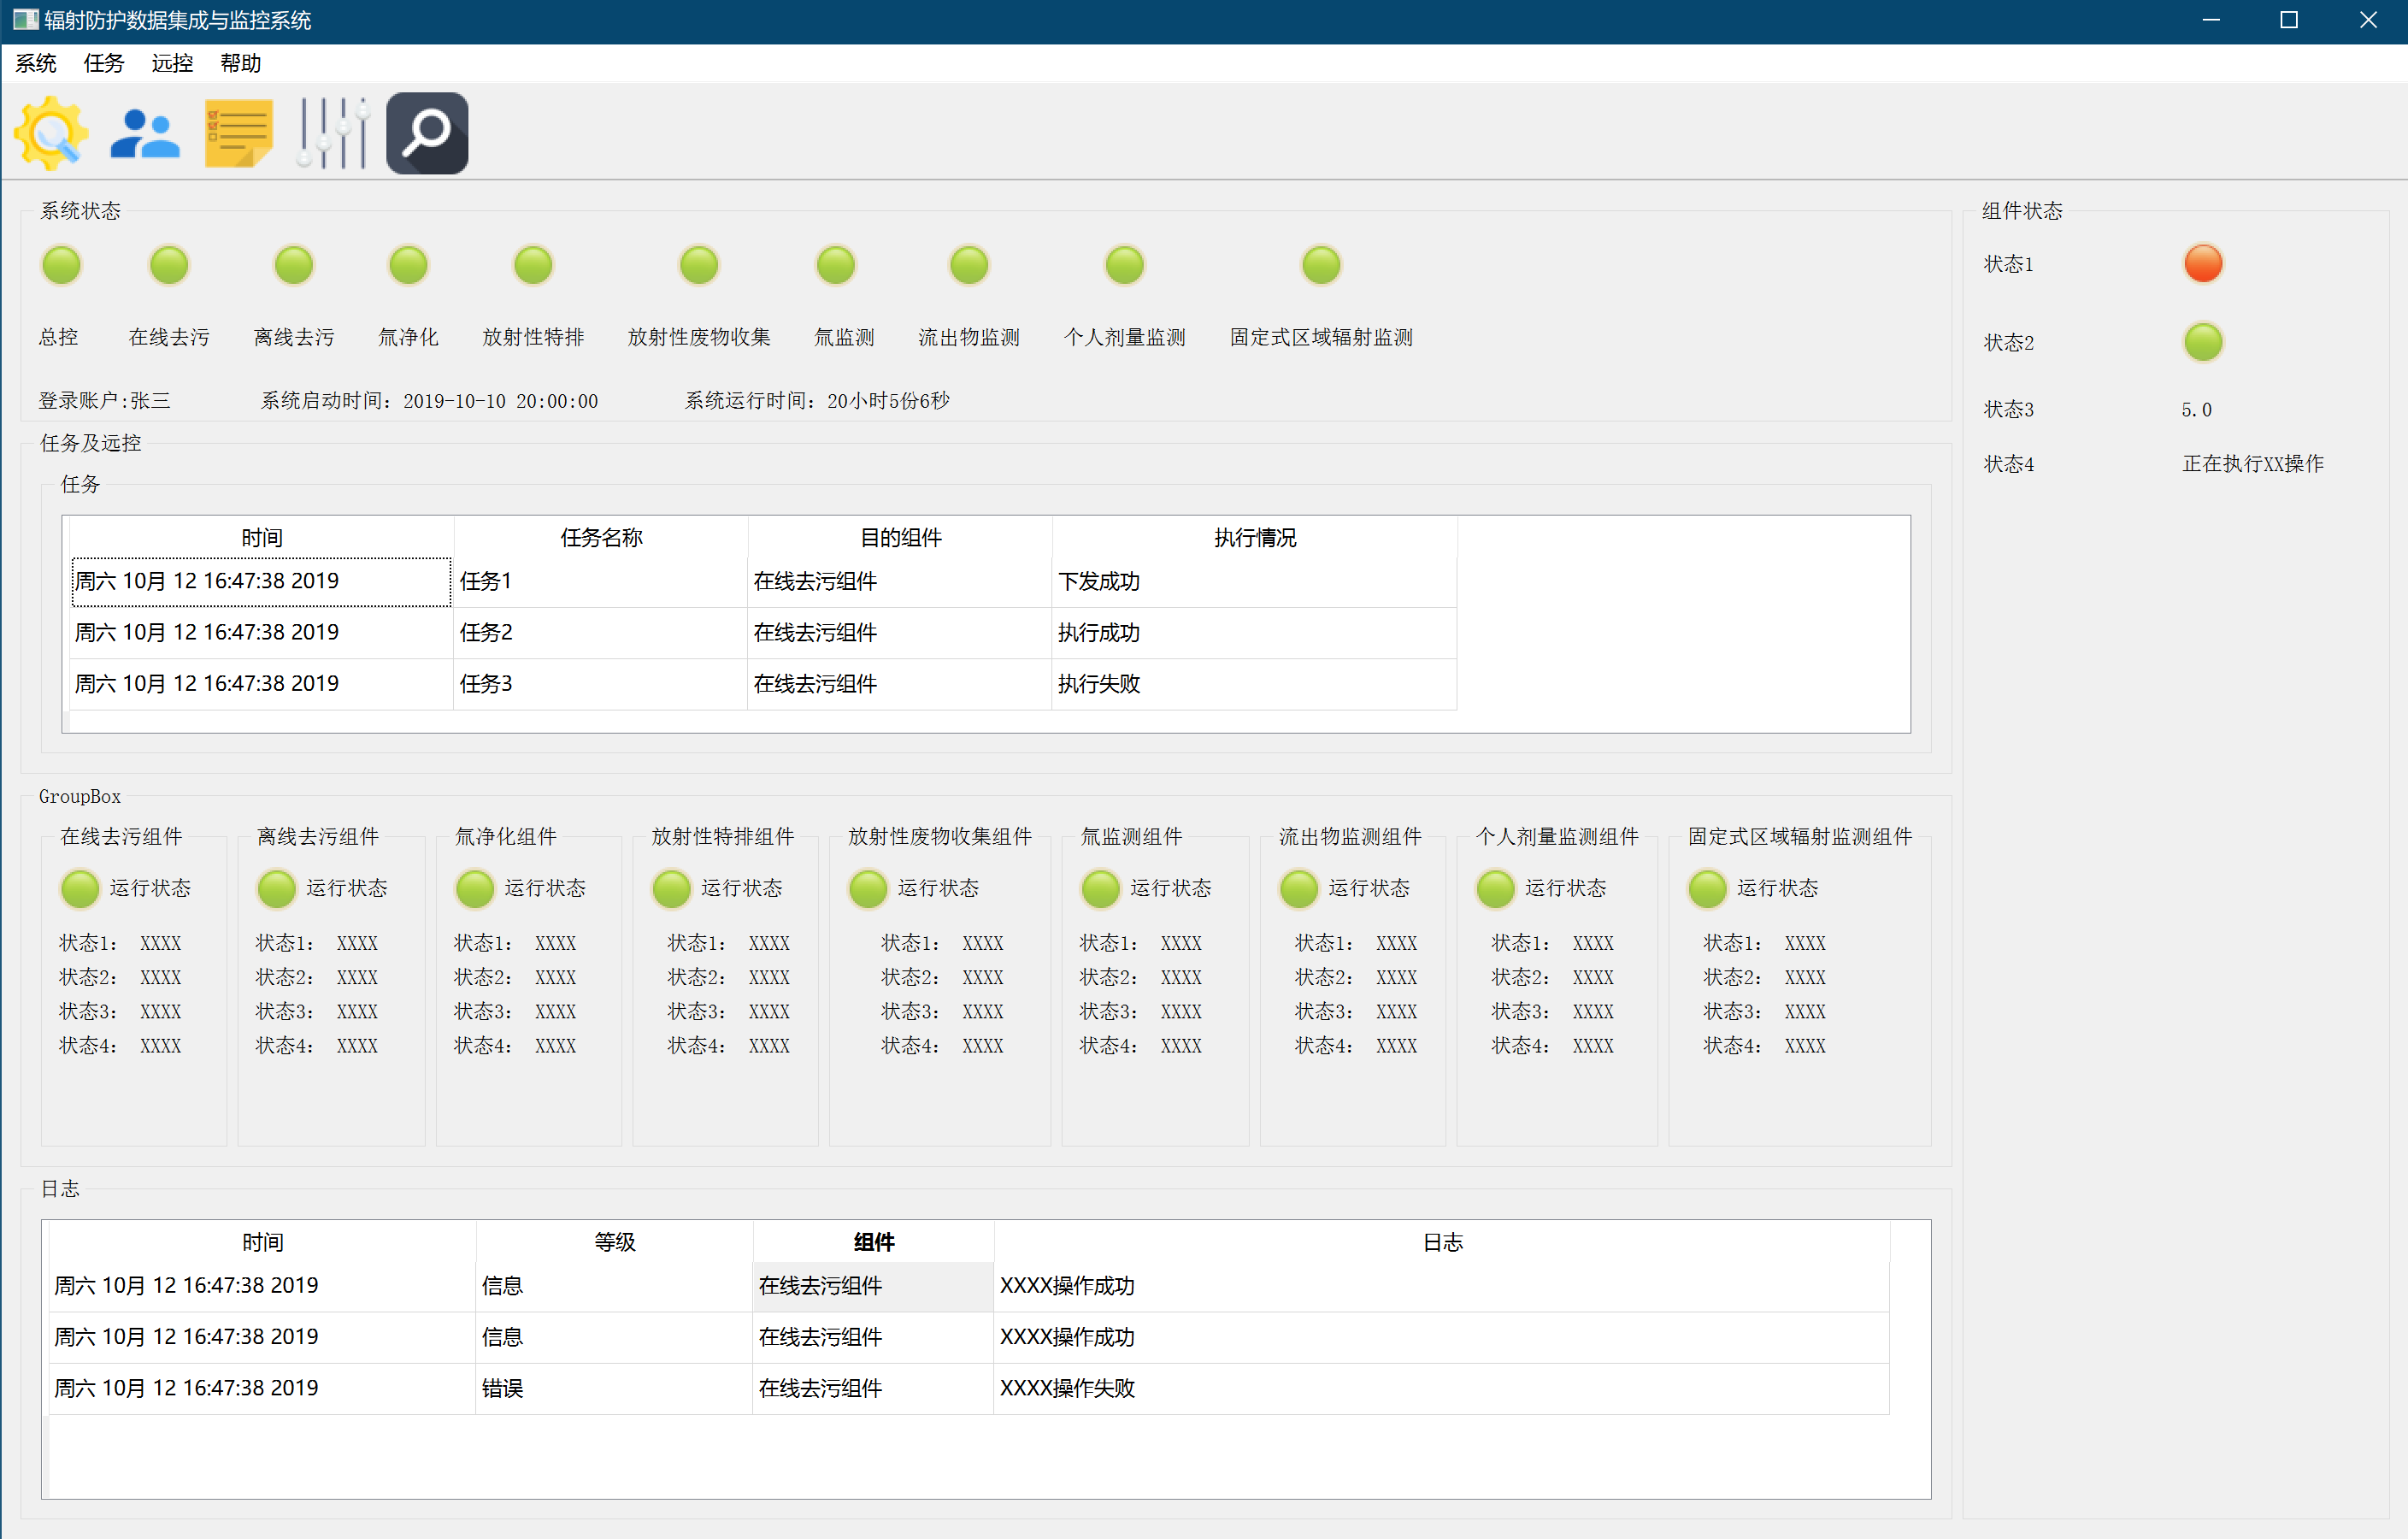 辐射防护数据集成与监控系统
系统 任务 远控 帮助
系统状态
总控 在线去污 离线去污 氚净化 放射性特排 放射性废物收集 氚监测 流出物监测 个人剂量监测 固定式区域辐射监测
登录账户:张三 系统启动时间: 2019-10-10 20:00:00 系统运行时间: 20小时5份6秒
任务及远控
任务
时间 任务名称 目的组件 执行情况
周六 10月 12 16:47:38 2019 任务1 在线去污组件 下发成功
周六 10月 12 16:47:38 2019 任务2 在线去污组件 执行成功
周六 10月 12 16:47:38 2019 任务3 在线去污组件 执行失败
GroupBox
在线去污组件 离线去污组件 氚净化组件 放射性特排组件 放射性废物收集组件 氚监测组件 流出物监测组件 个人剂量监测组件 固定式区域辐射监测组件
运行状态 运行状态 运行状态 运行状态 运行状态 运行状态 运行状态 运行状态 运行状态
状态1: XXXX 状态1: XXXX 状态1: XXXX 状态1: XXXX 状态1: XXXX 状态1: XXXX 状态1: XXXX 状态1: XXXX 状态1: XXXX
状态2: XXXX 状态2: XXXX 状态2: XXXX 状态2: XXXX 状态2: XXXX 状态2: XXXX 状态2: XXXX 状态2: XXXX 状态2: XXXX
状态3: XXXX 状态3: XXXX 状态3: XXXX 状态3: XXXX 状态3: XXXX 状态3: XXXX 状态3: XXXX 状态3: XXXX 状态3: XXXX
状态4: XXXX 状态4: XXXX 状态4: XXXX 状态4: XXXX 状态4: XXXX 状态4: XXXX 状态4: XXXX 状态4: XXXX 状态4: XXXX
日志
时间 等级 组件 日志
周六 10月 12 16:47:38 2019 信息 在线去污组件 XXXX操作成功
周六 10月 12 16:47:38 2019 信息 在线去污组件 XXXX操作成功
周六 10月 12 16:47:38 2019 错误 在线去污组件 XXXX操作失败
组件状态
状态1
状态2
状态3 5.0
状态4 正在执行XX操作